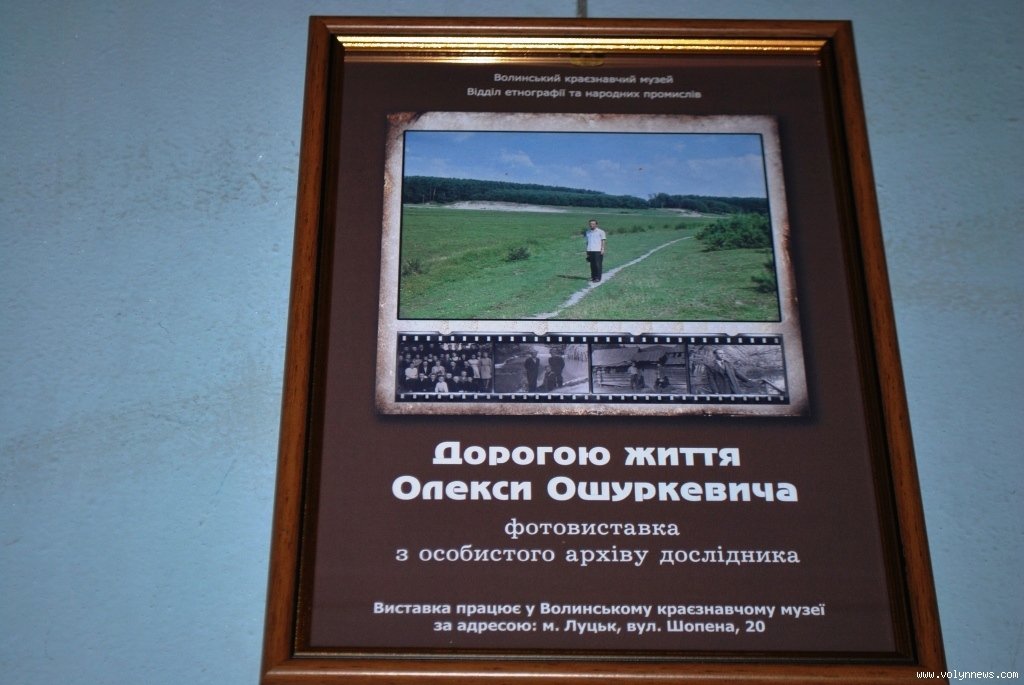 Волинський краєзнавчий музей
Відділ етнографії та народних промислів
Дорогою життя
Олекси Ошуркевича
фотовиставка
з особистого архіву дослідника
Виставка працює у Волинському краєзнавчому музеї
за адресою: м. Луцьк, вул. Шопена, 20
www.volynnews.com